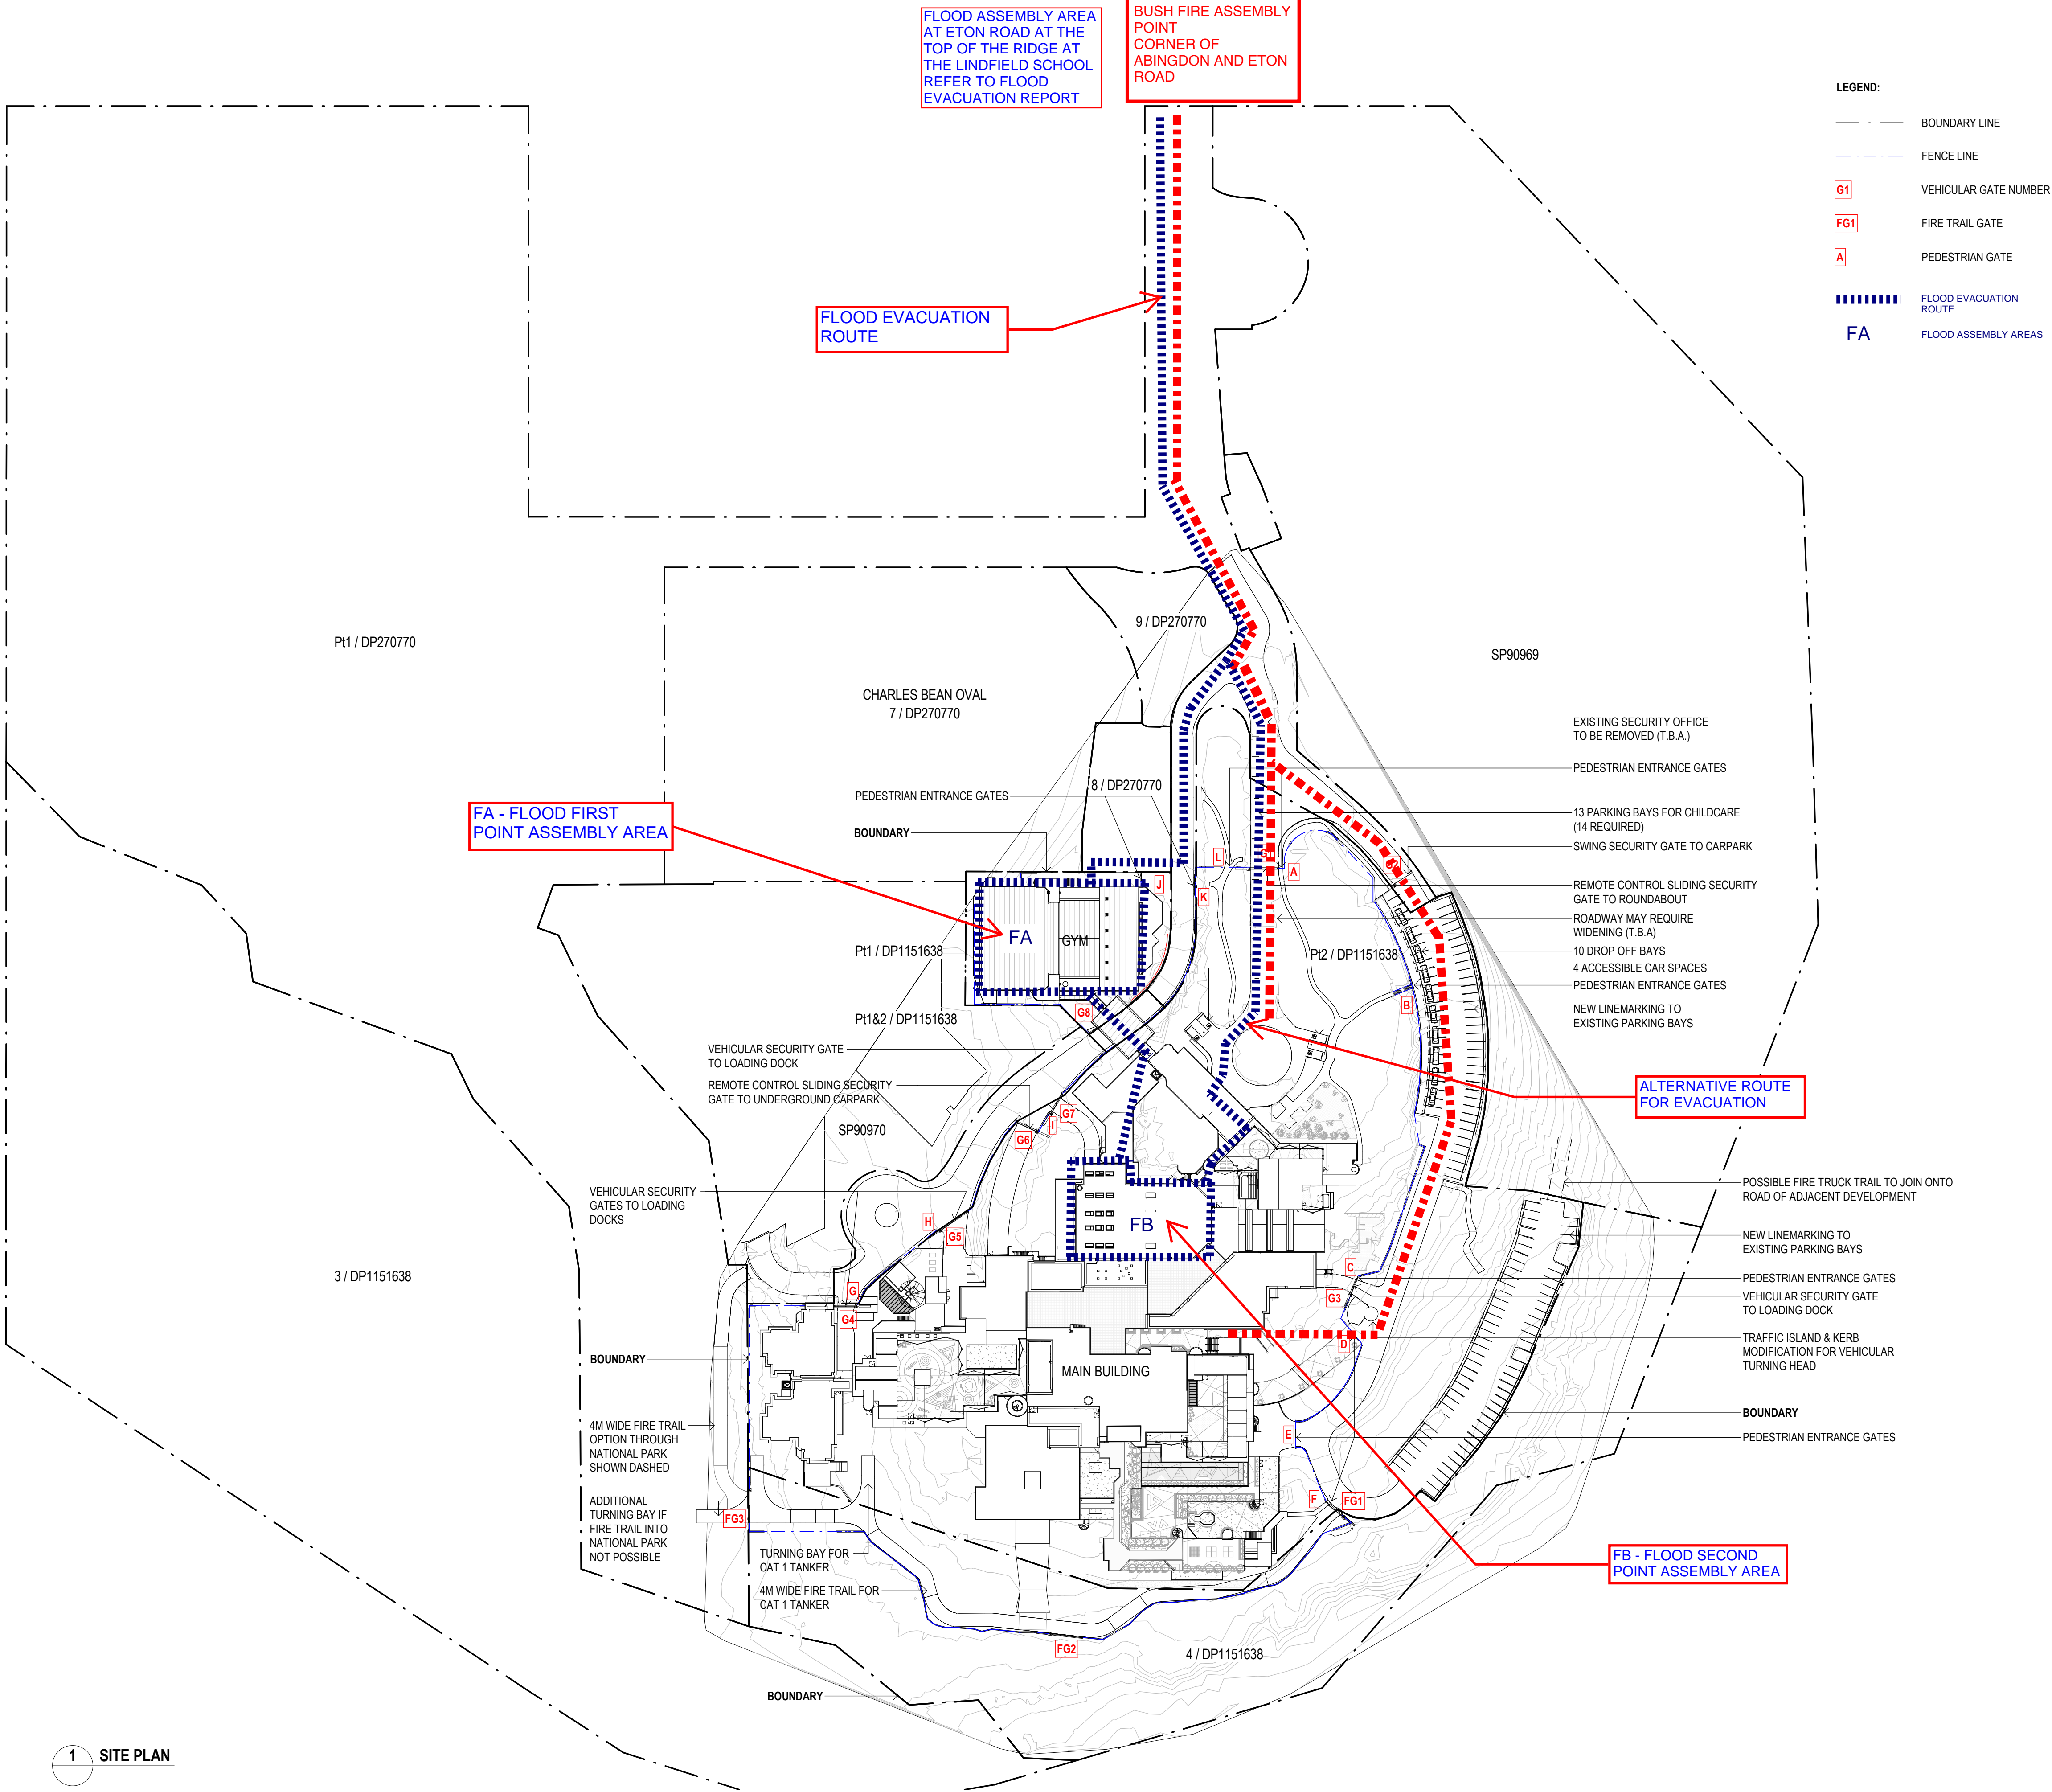 FLOOD ASSEMBLY AREA
AT ETON ROAD AT THE
TOP OF THE RIDGE AT
THE LINDFIELD SCHOOL
REFER TO FLOOD
EVACUATION REPORT
BUSH FIRE ASSEMBLY
POINT
CORNER OF
ABINGDON AND ETON
ROAD
LEGEND:
BOUNDARY LINE
FENCE LINE
G1
VEHICULAR GATE NUMBER
FG1
FIRE TRAIL GATE
A
PEDESTRIAN GATE
FLOOD EVACUATION
ROUTE
FA
FLOOD ASSEMBLY AREAS
FLOOD EVACUATION
ROUTE
Pt1 / DP270770
9 / DP270770
SP90969
CHARLES BEAN OVAL
7 / DP270770
EXISTING SECURITY OFFICE
TO BE REMOVED (T.B.A.)
PEDESTRIAN ENTRANCE GATES
8 / DP270770
PEDESTRIAN ENTRANCE GATES
13 PARKING BAYS FOR CHILDCARE
(14 REQUIRED)
FA - FLOOD FIRST
POINT ASSEMBLY AREA
BOUNDARY
SWING SECURITY GATE TO CARPARK
L
A
J
K
REMOTE CONTROL SLIDING SECURITY
GATE TO ROUNDABOUT
ROADWAY MAY REQUIRE
WIDENING (T.B.A)
FA
GYM
Pt1 / DP1151638
Pt2 / DP1151638
10 DROP OFF BAYS
4 ACCESSIBLE CAR SPACES
PEDESTRIAN ENTRANCE GATES
B
G8
NEW LINEMARKING TO
EXISTING PARKING BAYS
Pt1&2 / DP1151638
VEHICULAR SECURITY GATE
TO LOADING DOCK
REMOTE CONTROL SLIDING SECURITY
GATE TO UNDERGROUND CARPARK
ALTERNATIVE ROUTE
FOR EVACUATION
G7
I
G6
SP90970
POSSIBLE FIRE TRUCK TRAIL TO JOIN ONTO
ROAD OF ADJACENT DEVELOPMENT
VEHICULAR SECURITY
GATES TO LOADING
DOCKS
H
G5
FB
NEW LINEMARKING TO
EXISTING PARKING BAYS
3 / DP1151638
C
PEDESTRIAN ENTRANCE GATES
G
G3
VEHICULAR SECURITY GATE
TO LOADING DOCK
G4
D
TRAFFIC ISLAND & KERB
MODIFICATION FOR VEHICULAR
TURNING HEAD
BOUNDARY
MAIN BUILDING
BOUNDARY
4M WIDE FIRE TRAIL
OPTION THROUGH
NATIONAL PARK
SHOWN DASHED
E
PEDESTRIAN ENTRANCE GATES
ADDITIONAL
TURNING BAY IF
FIRE TRAIL INTO
NATIONAL PARK
NOT POSSIBLE
F
FG1
FG3
TURNING BAY FOR
CAT 1 TANKER
FB - FLOOD SECOND
POINT ASSEMBLY AREA
4M WIDE FIRE TRAIL FOR
CAT 1 TANKER
FG2
4 / DP1151638
BOUNDARY
1
SITE PLAN